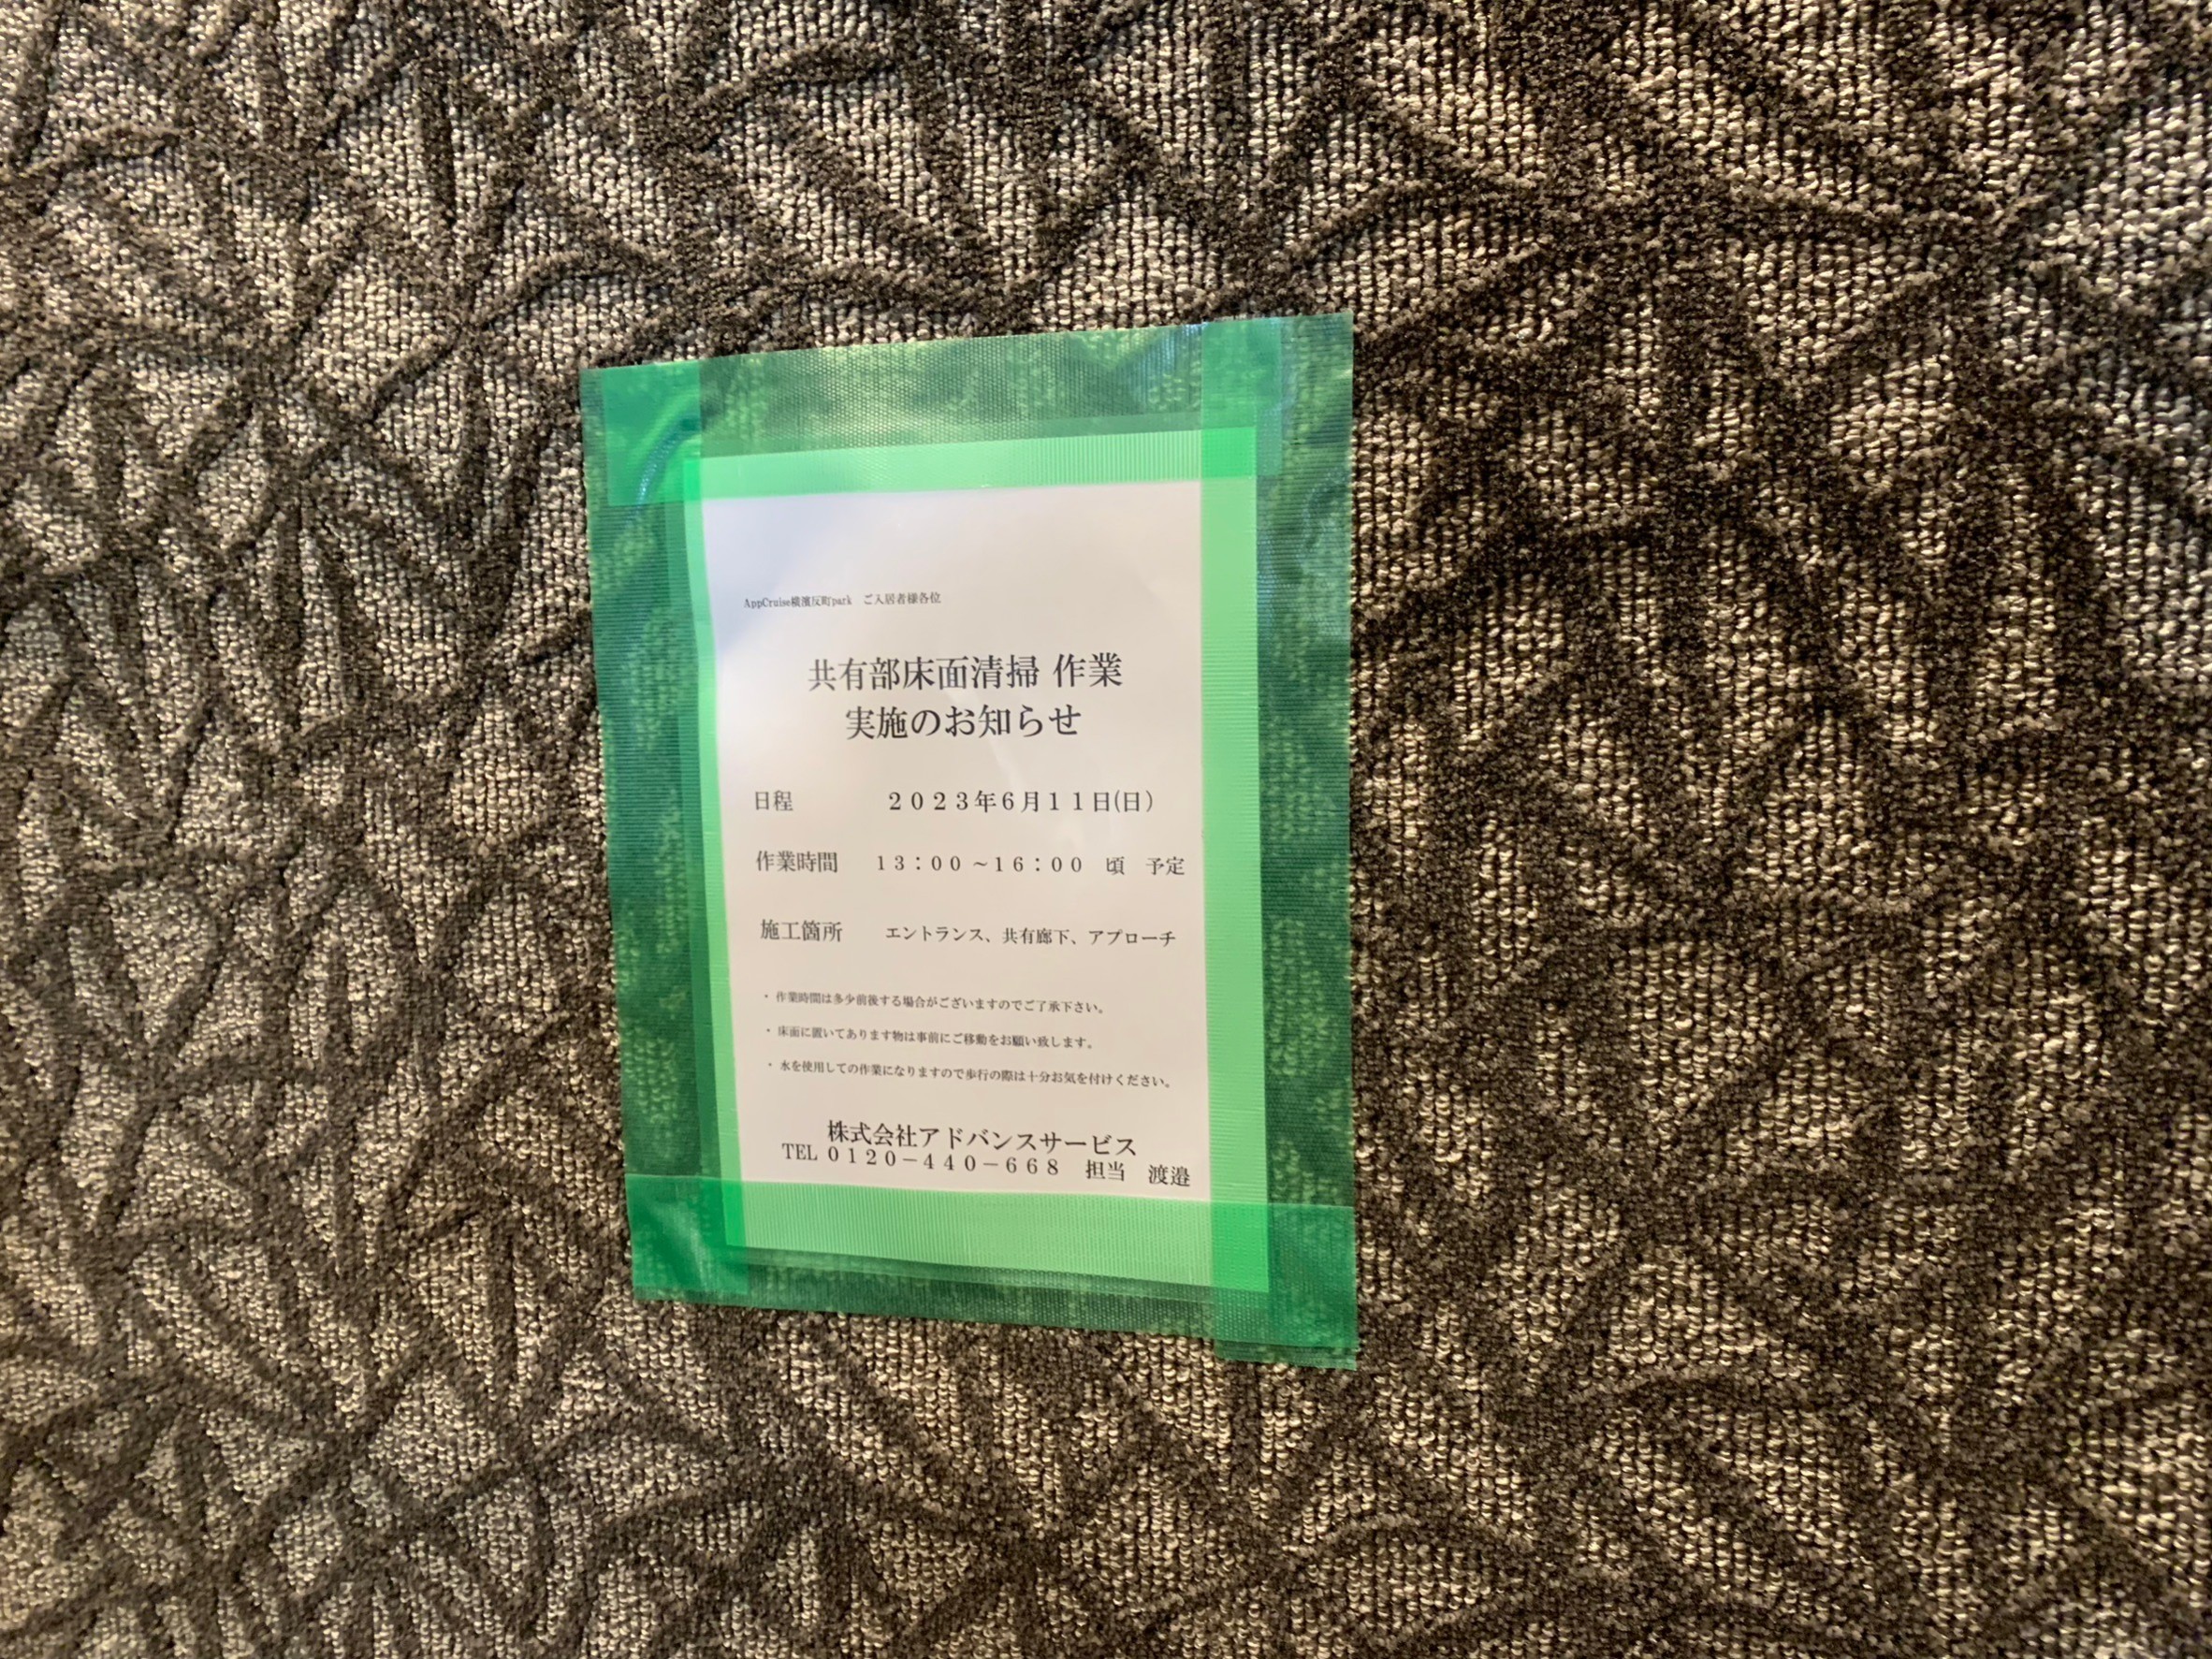 AppCruise横濱反町park　ご入居者様各位
共有部床面清掃 作業
実施のお知らせ
日程　２０２３年６月１１日(日)
作業時間　１３：００～１６：００　頃　予定
施工箇所　エントランス、共有廊下、アプローチ
・作業時間は多少前後する場合がございますのでご了承下さい。
・床面に置いてあります物は事前にご移動をお願い致します。
・水を使用しての作業になりますので歩行の際は十分お気を付けください。
株式会社アドバンスサービス
TEL ０１２０－４４０－６６８　担当　渡邉